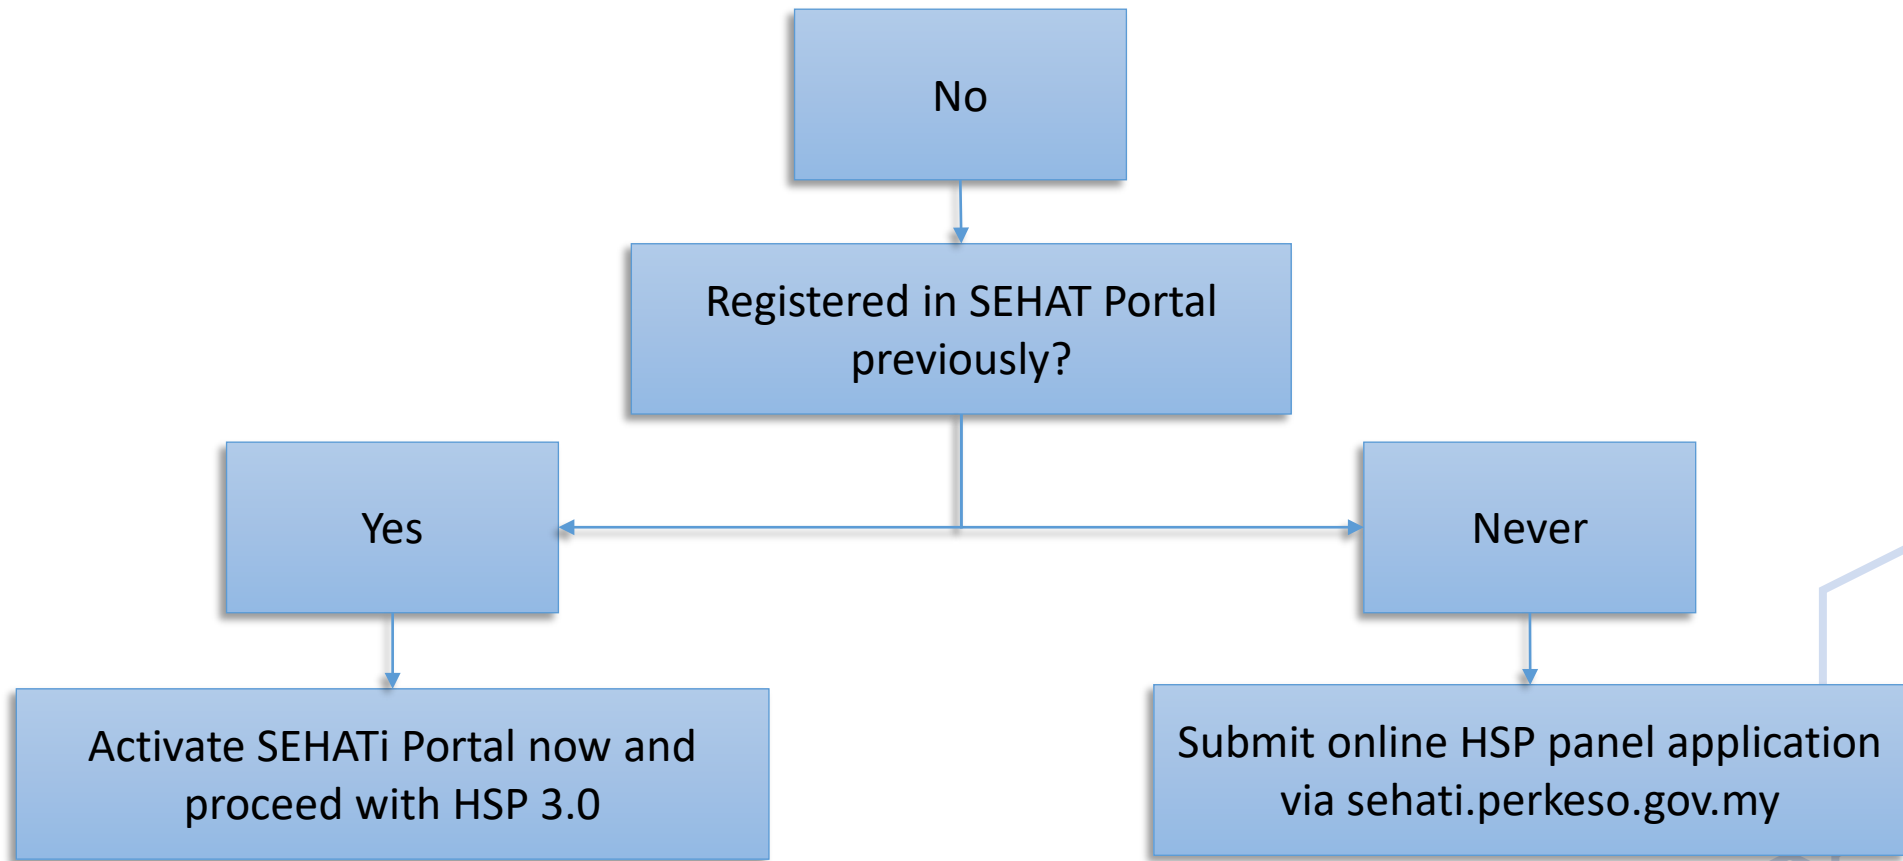 No
Registered in SEHAT Portal
previously?
Yes
Never
Activate SEHATi Portal now and
proceed with HSP 3.0
Submit online HSP panel application
via sehati.perkeso.gov.my